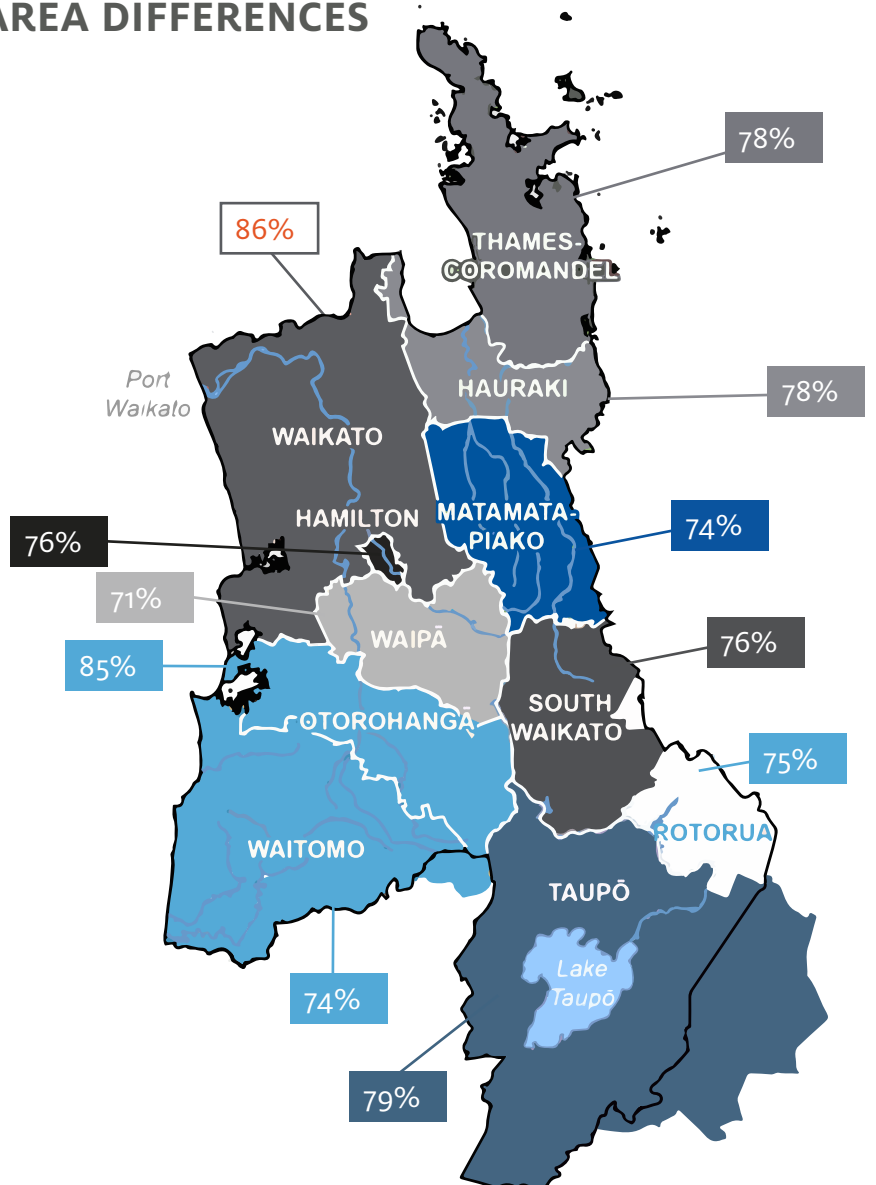 AREA DIFFERENCES
78%
86%
THAMES-
COROMANDEL
Port
Waikato
HAURAKI
78%
WAIKATO
HAMILTON
MATAMATA-
PIAKO
74%
76%
71%
WAIPĀ
76%
85%
SOUTH
WAIKATO
OTOROHANGĀ
75%
ROTORUA
WAITOMO
TAUPŌ
Lake
Taupō
74%
79%